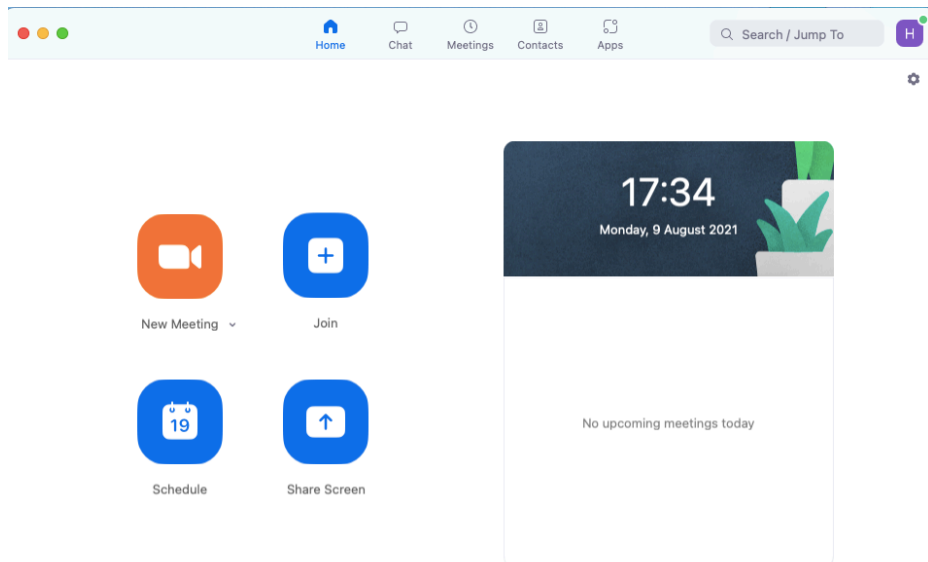 Home
Chat
Meetings
Contacts
Apps
Search / Jump To
H
17:34
Monday, 9 August 2021
New Meeting
Join
19
Schedule
Share Screen
No upcoming meetings today